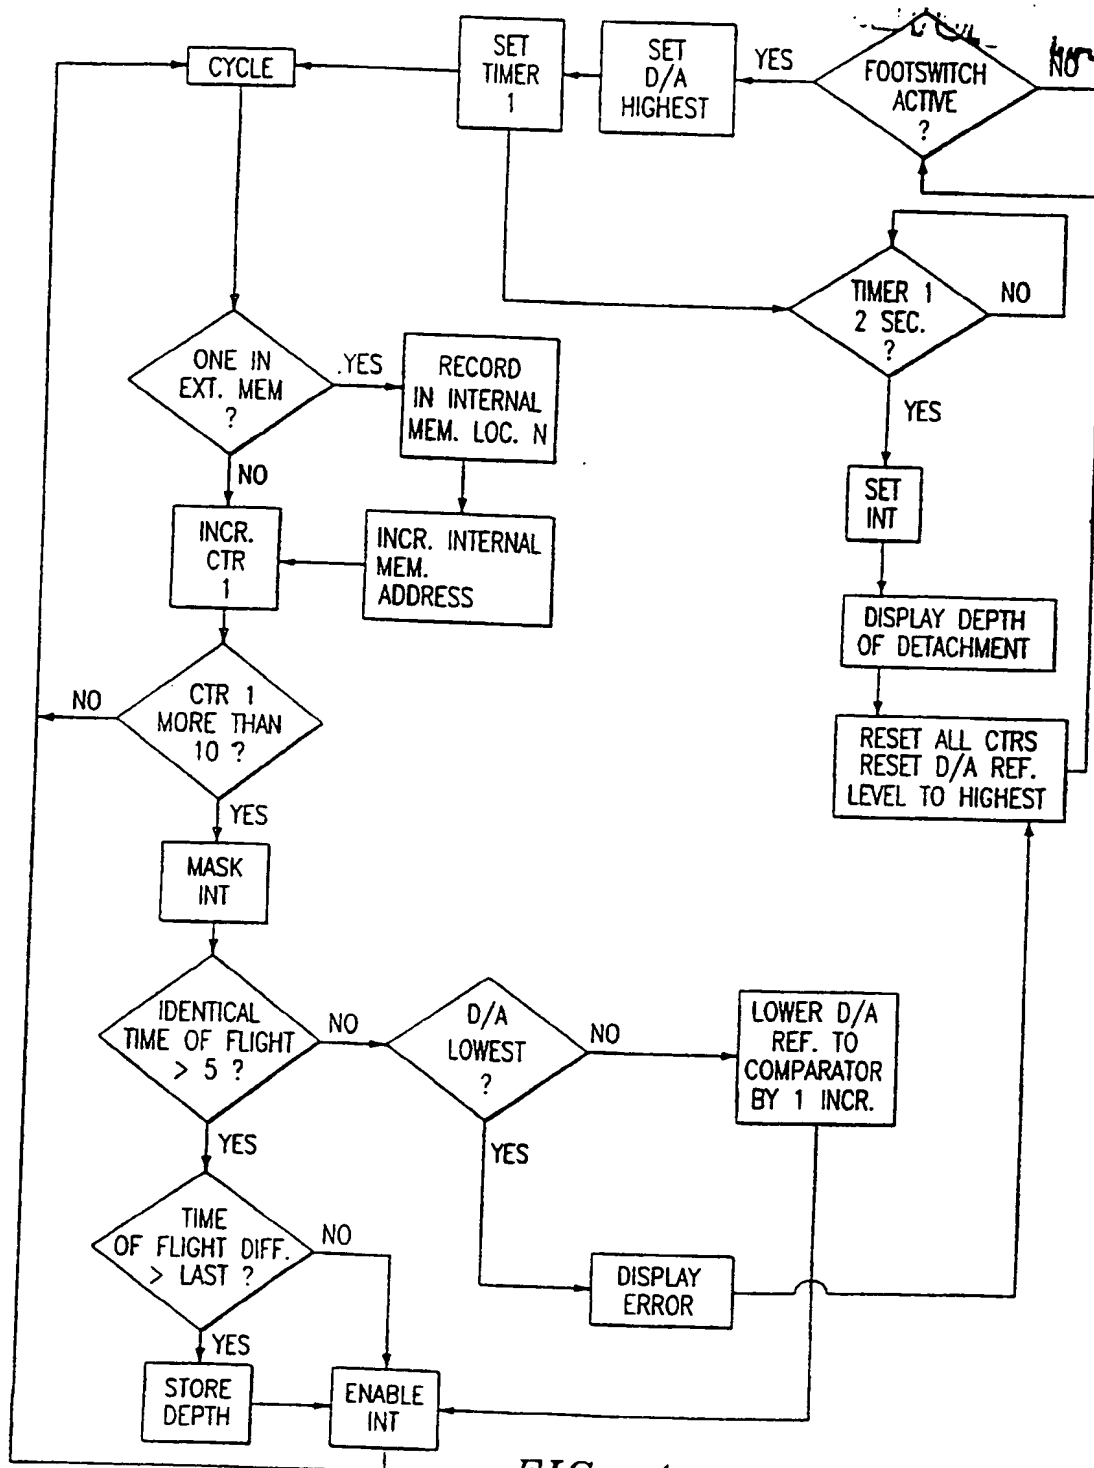 CYCLE
SET
TIMER
1
SET
D/A
HIGHEST
YES
FOOTSWITCH
ACTIVE
?
NO
TIMER 1
2 SEC.
?
NO
YES
ONE IN
EXT. MEM
?
.YES
RECORD
IN INTERNAL
MEM. LOC. N
NO
SET
INT
INCR.
CTR
1
INCR. INTERNAL
MEM.
ADDRESS
DISPLAY DEPTH
OF DETACHMENT
NO
CTR 1
MORE THAN
10 ?
RESET ALL CTRS
RESET D/A REF.
LEVEL TO HIGHEST
YES
MASK
INT
IDENTICAL
TIME OF FLIGHT
> 5 ?
NO
D/A
LOWEST
?
NO
LOWER D/A
REF. TO
COMPARATOR
BY 1 INCR.
YES
YES
TIME
OF FLIGHT DIFF.
> LAST ?
NO
DISPLAY
ERROR
YES
STORE
DEPTH
ENABLE
INT